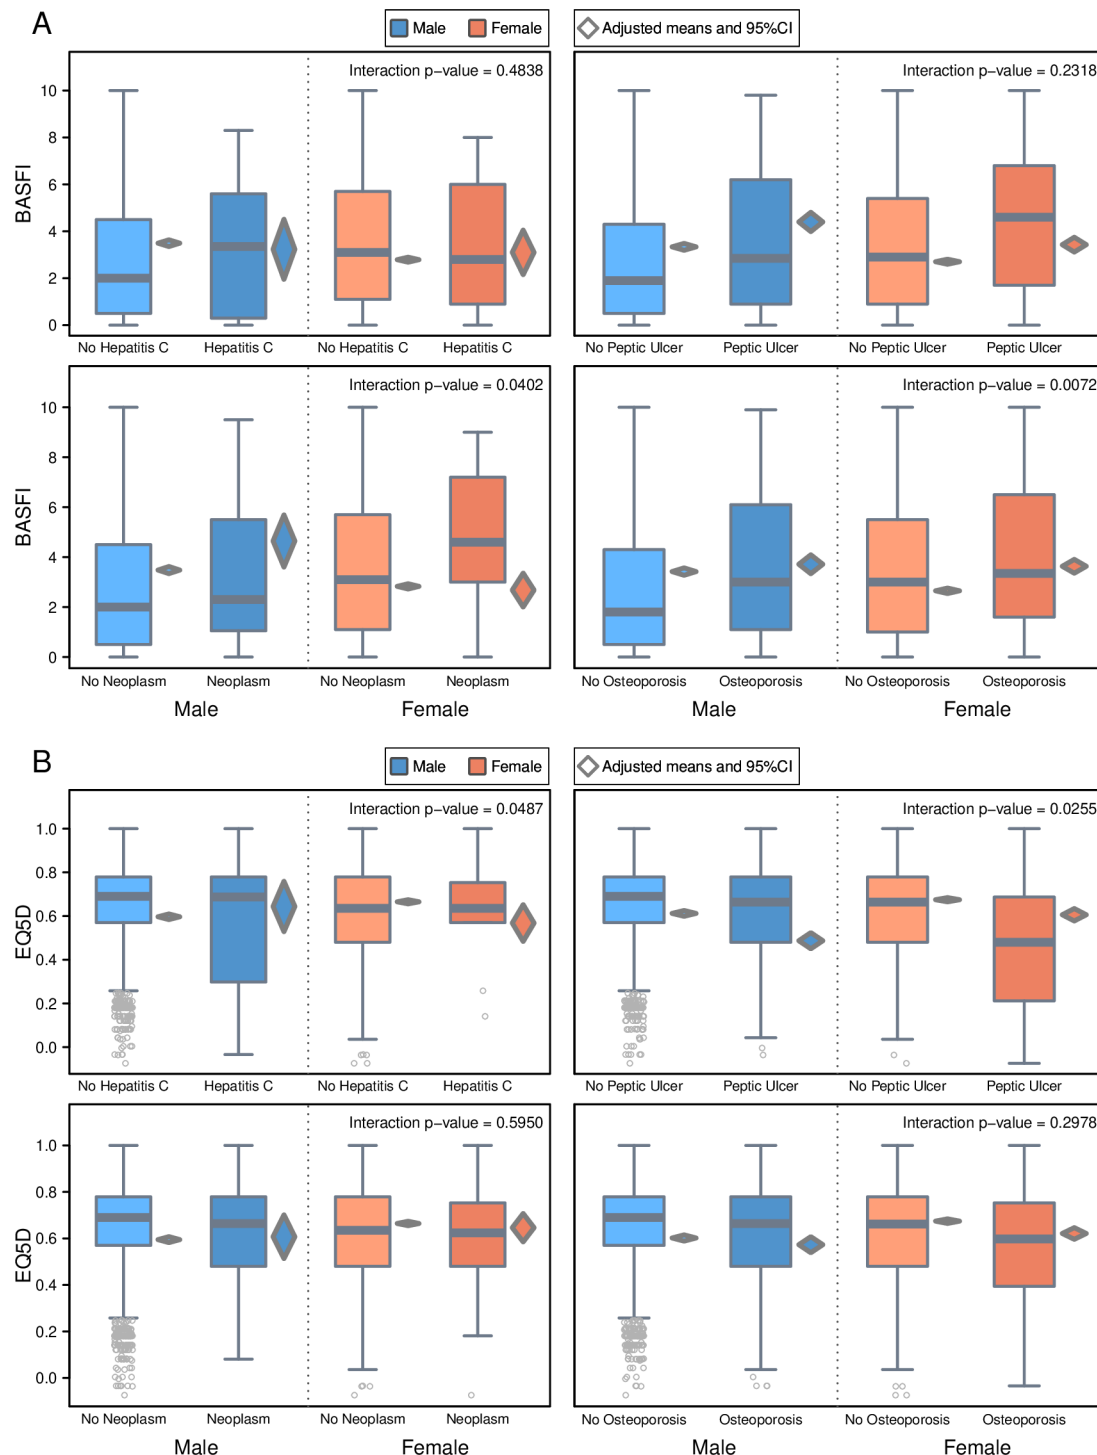 A
Male Female
Adjusted means and 95%CI
Interaction p−value = 0.4838
Interaction p−value = 0.2318
BASFI
10
8
6
4
2
0
No Hepatitis C Hepatitis C No Hepatitis C Hepatitis C
No Peptic Ulcer Peptic Ulcer No Peptic Ulcer Peptic Ulcer
Interaction p−value = 0.0402
Interaction p−value = 0.0072
BASFI
10
8
6
4
2
0
No Neoplasm Neoplasm No Neoplasm Neoplasm
No Osteoporosis Osteoporosis No Osteoporosis Osteoporosis
Male Female
Male Female
B
Male Female
Adjusted means and 95%CI
Interaction p−value = 0.0487
Interaction p−value = 0.0255
EQ5D
1.0
0.8
0.6
0.4
0.2
0.0
No Hepatitis C Hepatitis C No Hepatitis C Hepatitis C
No Peptic Ulcer Peptic Ulcer No Peptic Ulcer Peptic Ulcer
Interaction p−value = 0.5950
Interaction p−value = 0.2978
EQ5D
1.0
0.8
0.6
0.4
0.2
0.0
No Neoplasm Neoplasm No Neoplasm Neoplasm
No Osteoporosis Osteoporosis No Osteoporosis Osteoporosis
Male Female
Male Female